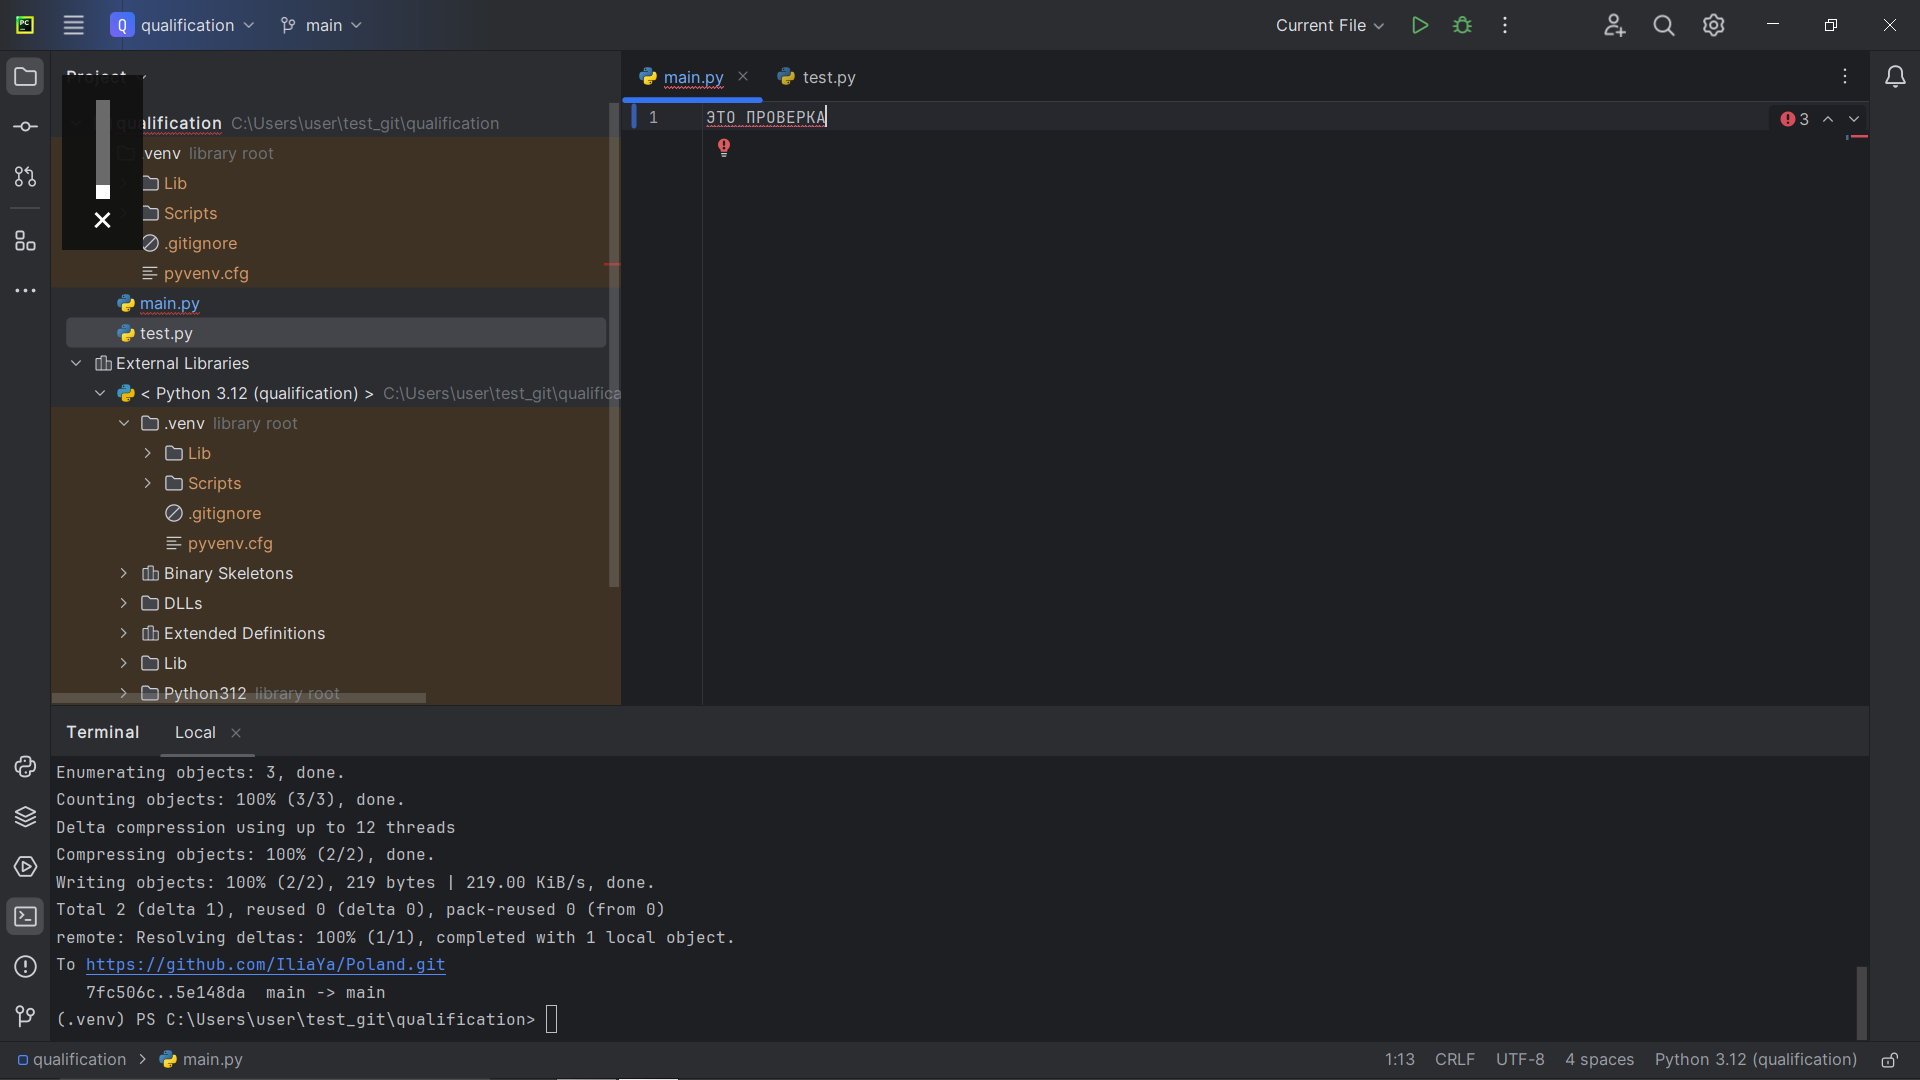 Q qualification main Current File
Project
qualification C:\Users\user\test_git\qualification
.venv library root
Lib
Scripts
.gitignore
pyvenv.cfg
main.py
test.py
External Libraries
< Python 3.12 (qualification) > C:\Users\user\test_git\qualifica
.venv library root
Lib
Scripts
.gitignore
pyvenv.cfg
Binary Skeletons
DLLs
Extended Definitions
Lib
Python312 library root
main.py test.py
1 ЭТО ПРОВЕРКА
3
Terminal Local
Enumerating objects: 3, done.
Counting objects: 100% (3/3), done.
Delta compression using up to 12 threads
Compressing objects: 100% (2/2), done.
Writing objects: 100% (2/2), 219 bytes | 219.00 KiB/s, done.
Total 2 (delta 1), reused 0 (delta 0), pack-reused 0 (from 0)
remote: Resolving deltas: 100% (1/1), completed with 1 local object.
To https://github.com/IliaYa/Poland.git
7fc506c..5e148da main -> main
(.venv) PS C:\Users\user\test_git\qualification>
qualification > main.py 1:13 CRLF UTF-8 4 spaces Python 3.12 (qualification)